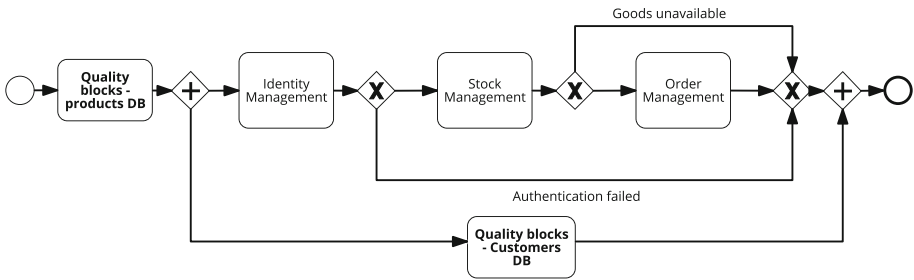 Goods unavailable
Quality
blocks -
products DB
Identity
Management
X
Stock
Management
X
Order
Management
X
Authentication failed
Quality blocks
- Customers
DB